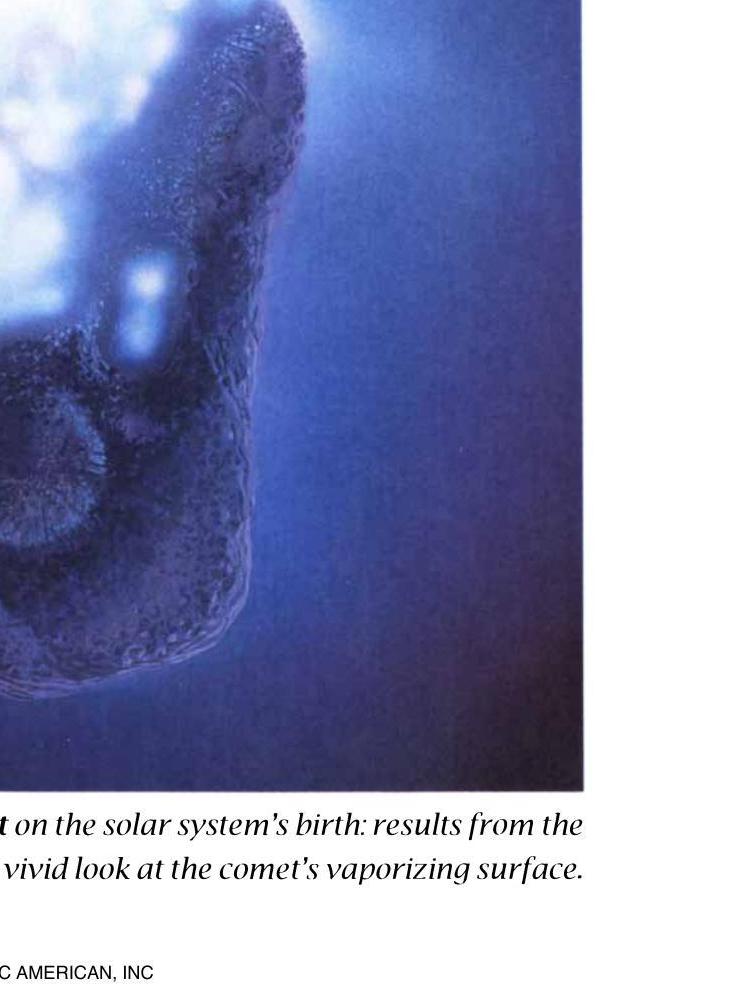 t on the solar system’s birth: results from the
vivid look at the comet’s vaporizing surface.
C AMERICAN, INC